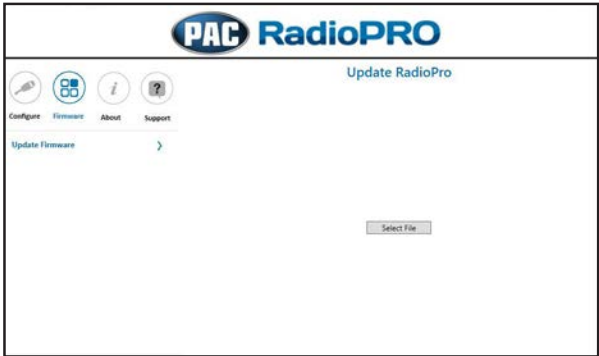 PAC RadioPRO
Update RadioPro
Configure Firmware About Support
Update Firmware
Select File